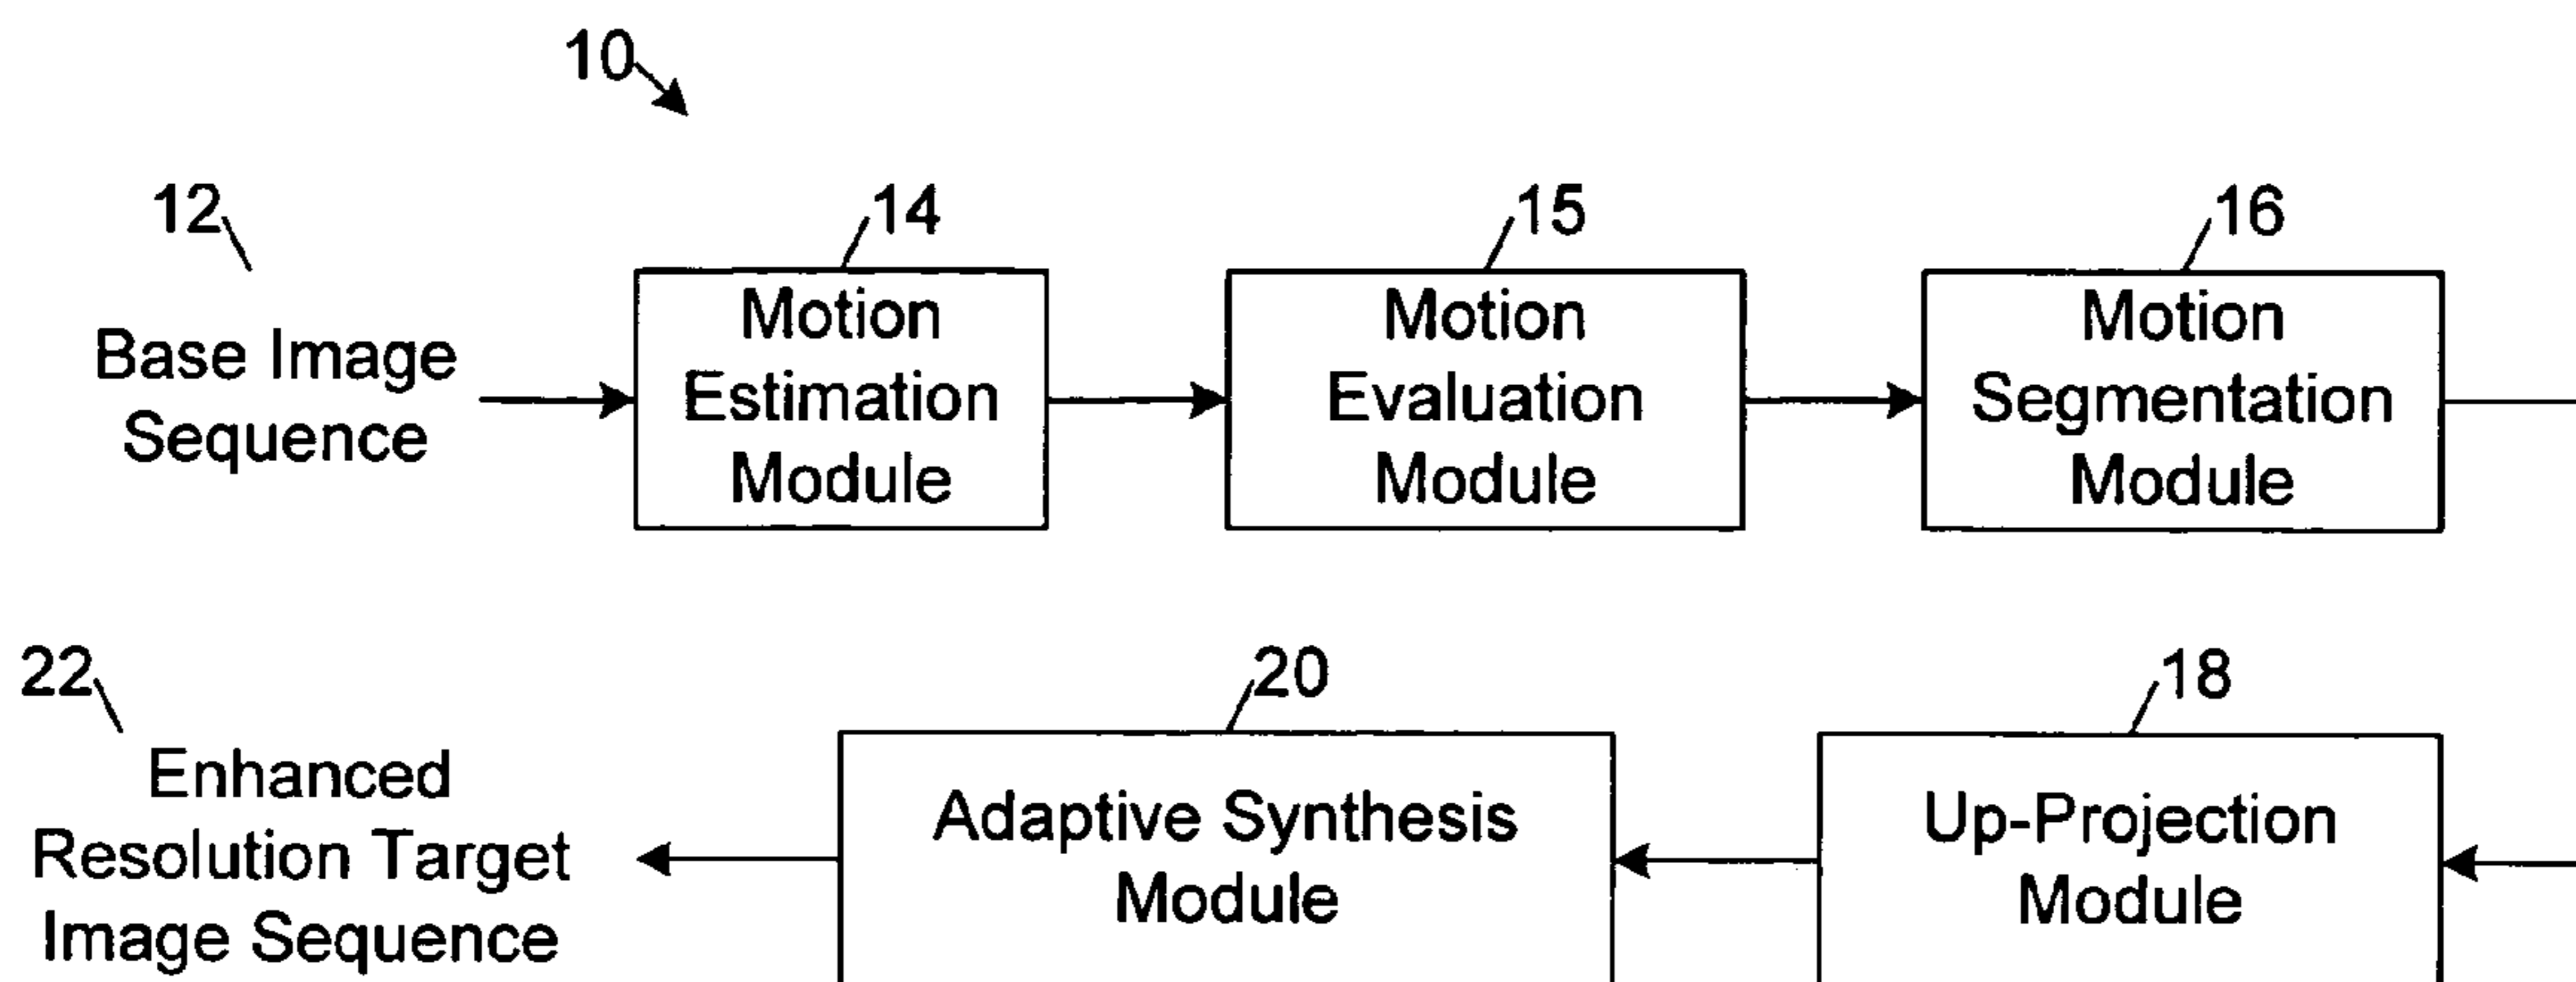 10
12
14
15
16
Base Image
Sequence
Motion
Estimation
Module
Motion
Evaluation
Module
Motion
Segmentation
Module
22
20
18
Enhanced
Resolution Target
Image Sequence
Adaptive Synthesis
Module
Up-Projection
Module